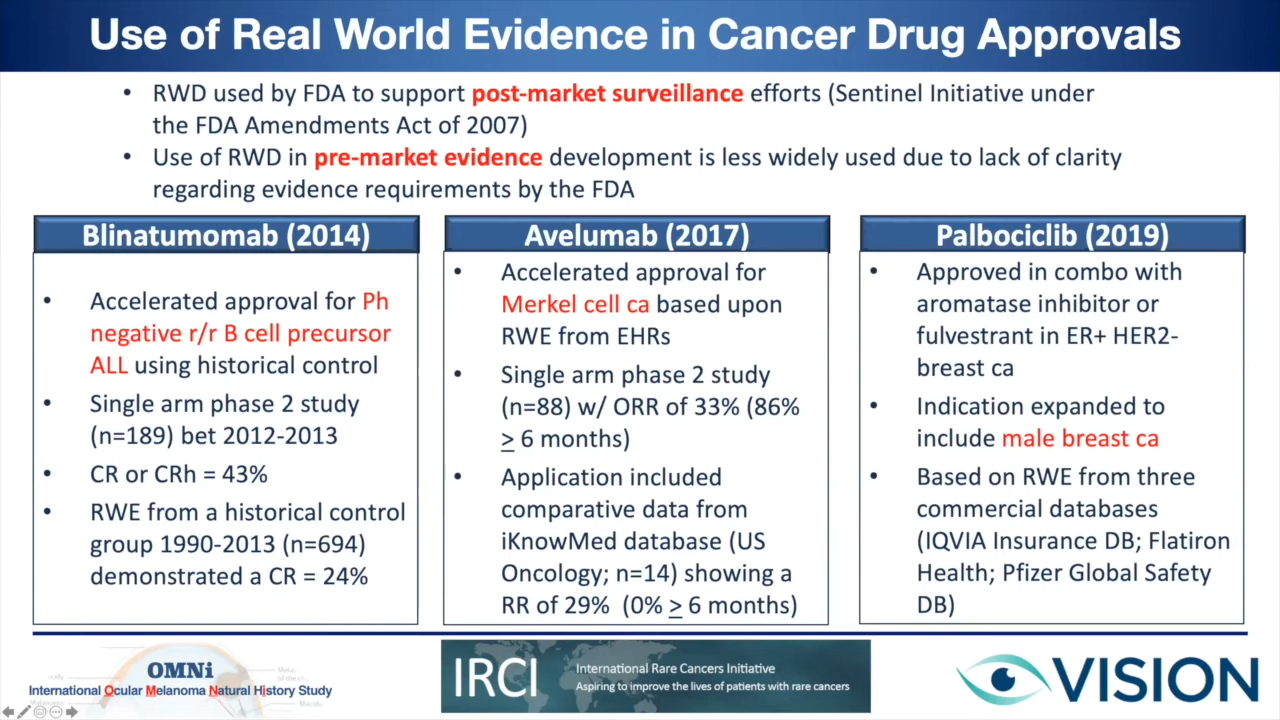 Use of Real World Evidence in Cancer Drug Approvals
• RWD used by FDA to support post-market surveillance efforts (Sentinel Initiative under
the FDA Amendments Act of 2007)
• Use of RWD in pre-market evidence development is less widely used due to lack of clarity
regarding evidence requirements by the FDA
Blinatumomab (2014)
• Accelerated approval for Ph
negative r/r B cell precursor
ALL using historical control
• Single arm phase 2 study
(n=189) bet 2012-2013
• CR or CRh = 43%
• RWE from a historical control
group 1990-2013 (n=694)
demonstrated a CR = 24%
Avelumab (2017)
• Accelerated approval for
Merkel cell ca based upon
RWE from EHRs
• Single arm phase 2 study
(n=88) w/ ORR of 33% (86%
≥ 6 months)
• Application included
comparative data from
iKnowMed database (US
Oncology; n=14) showing a
RR of 29% (0% ≥ 6 months)
Palbociclib (2019)
• Approved in combo with
aromatase inhibitor or
fulvestrant in ER+ HER2-
breast ca
• Indication expanded to
include male breast ca
• Based on RWE from three
commercial databases
(IQVIA Insurance DB; Flatiron
Health; Pfizer Global Safety
DB)
OMNi
International Ocular Melanoma Natural History Study
IRCI
International Rare Cancers Initiative
Aspiring to improve the lives of patients with rare cancers
VISION